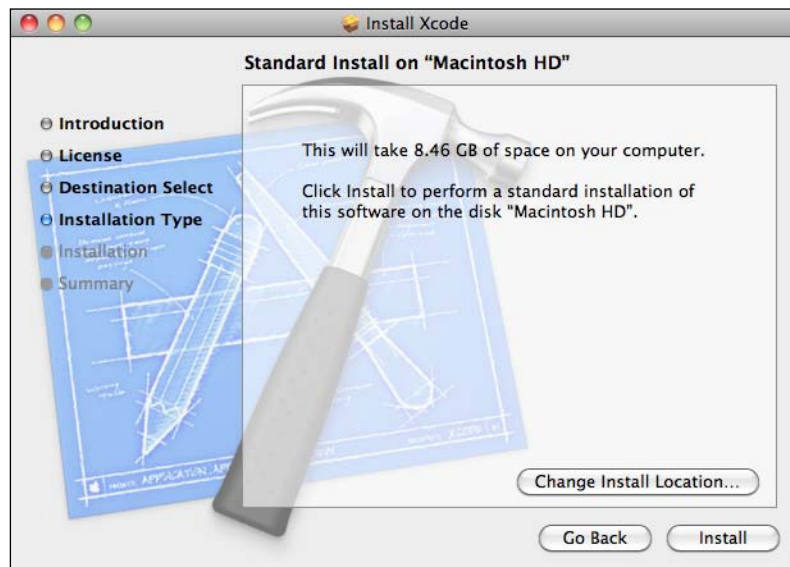 Install Xcode
Standard Install on “Macintosh HD”
Introduction
License
Destination Select
Installation Type
Installation
Summary
This will take 8.46 GB of space on your computer.
Click Install to perform a standard installation of
this software on the disk “Macintosh HD”.
Change Install Location...
Go Back
Install